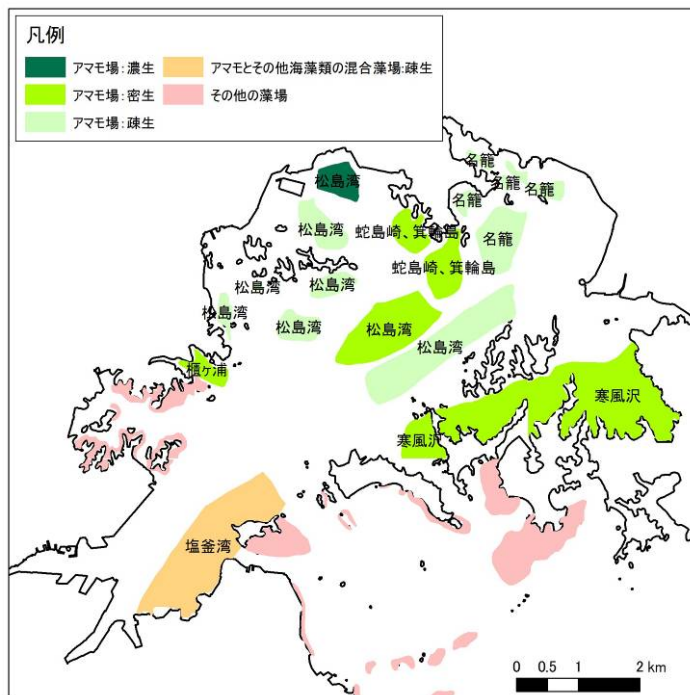 凡例
アマモ場：濃生
アマモとその他海藻類の混合藻場:疎生
アマモ場：密生
その他の藻場
アマモ場：疎生
名籠
松島湾
名籠
名籠
名籠
松島湾
蛇島崎、箕輪島
名籠
蛇島崎、箕輪島
松島湾
松島湾
松島湾
松島湾
松島湾
松島湾
櫃ヶ浦
寒風沢
寒風沢
塩釜湾
0 0.5 1 2 km